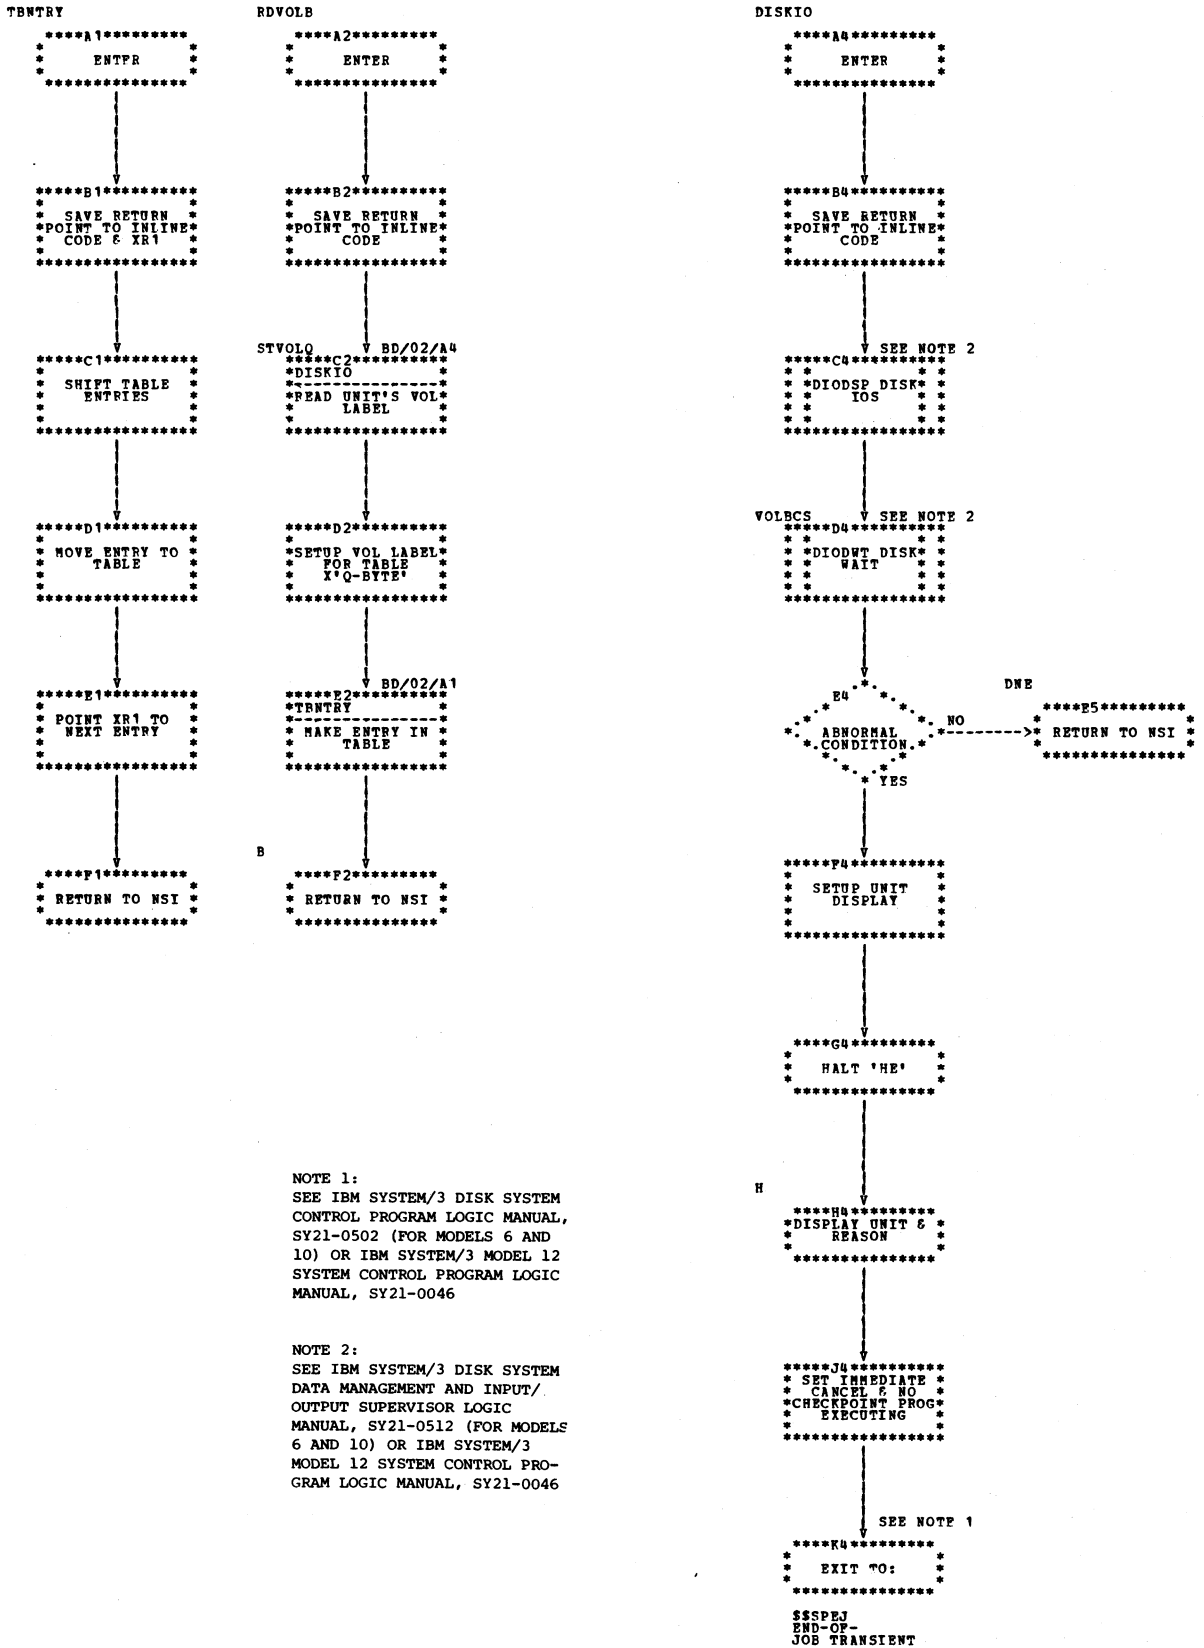 TBNTRY
****A1*********
ENTFR
*****B1**********
SAVE RETURN
*POINT TO INLINE*
CODE & XR1
*****C1**********
SHIFT TABLE
ENTRIES
*****D1**********
MOVE ENTRY TO
TABLE
*****E1**********
POINT XR1 TO
NEXT ENTRY
****F1*********
RETURN TO NSI
RDVOLB
****A2*********
ENTER
*****B2**********
SAVE RETURN
*POINT TO INLINE*
CODE
STVOLQ BD/02/A4
*****C2**********
*DISKIO *
*---------------*
*READ UNIT'S VOL*
LABEL
*****D2**********
*SETUP VOL LABEL*
FOR TABLE
X'Q-BYTE'
BD/02/A1
*****E2**********
*TBNTRY *
*---------------*
MAKE ENTRY IN
TABLE
B
****F2*********
RETURN TO NSI
NOTE 1:
SEE IBM SYSTEM/3 DISK SYSTEM
CONTROL PROGRAM LOGIC MANUAL,
SY21-0502 (FOR MODELS 6 AND
10) OR IBM SYSTEM/3 MODEL 12
SYSTEM CONTROL PROGRAM LOGIC
MANUAL, SY21-0046
NOTE 2:
SEE IBM SYSTEM/3 DISK SYSTEM
DATA MANAGEMENT AND INPUT/
OUTPUT SUPERVISOR LOGIC
MANUAL, SY21-0512 (FOR MODELS
6 AND 10) OR IBM SYSTEM/3
MODEL 12 SYSTEM CONTROL PRO-
GRAM LOGIC MANUAL, SY21-0046
DISKIO
****A4*********
ENTER
*****B4**********
SAVE RETURN
*POINT TO INLINE*
CODE
SEE NOTE 2
*****C4**********
DIODSP DISK
IOS
VOLBCS SEE NOTE 2
*****D4**********
DIODWT DISK
WAIT
E4
ABNORMAL
CONDITION
NO
YES
DNE
****E5*********
RETURN TO NSI
*****F4**********
SETUP UNIT
DISPLAY
****G4*********
HALT 'HE'
H
****H4*********
*DISPLAY UNIT & *
REASON
*****J4**********
SET IMMEDIATE
CANCEL & NO
*CHECKPOINT PROG*
EXECUTING
SEE NOTE 1
****K4*********
EXIT TO:
$$SPEJ
END-OF-
JOB TRANSIENT